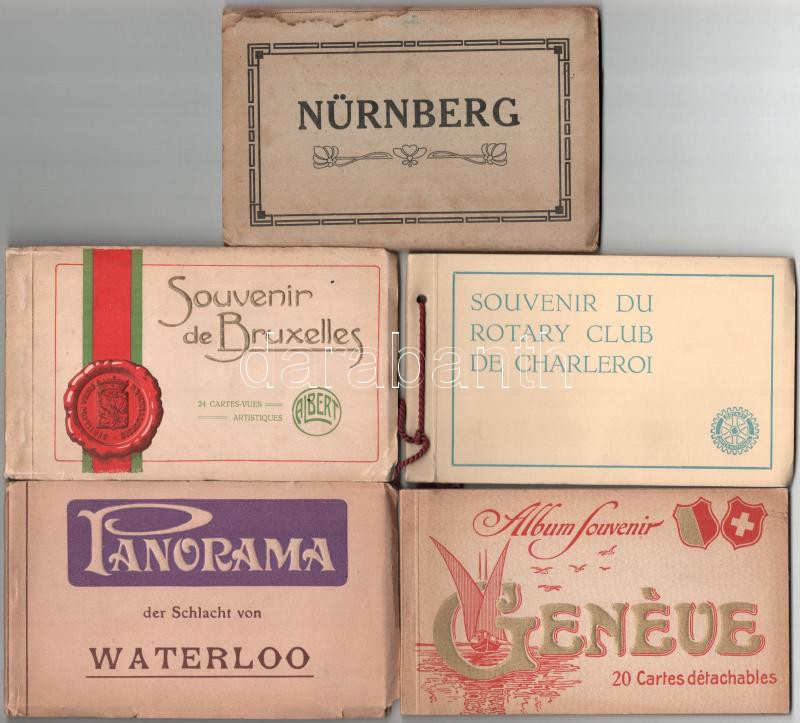 NÜRNBERG
Souvenir
de Bruxelles
24 CARTES-VUES
ARTISTIQUES
ALBERT
SOUVENIR DU
ROTARY CLUB
DE CHARLEROI
PANORAMA
der Schlacht von
WATERLOO
Album Souvenir
GENÈVE
20 Cartes détachables
darabanth